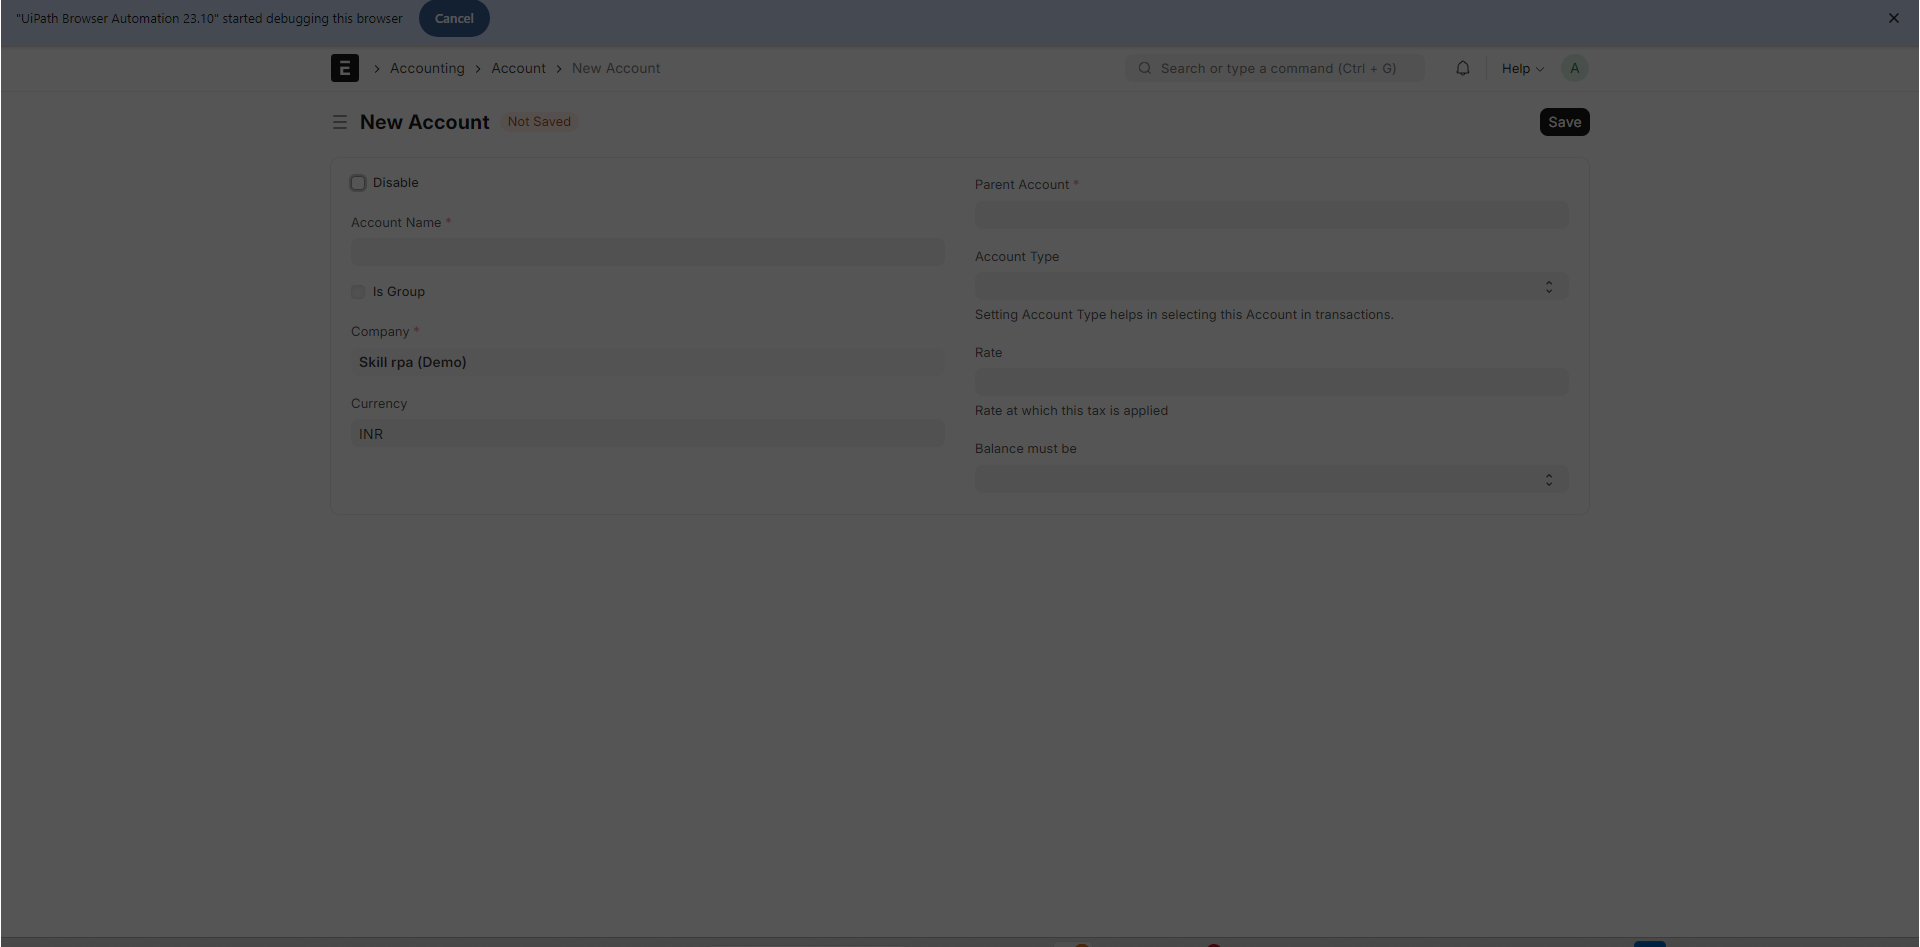 "UiPath Browser Automation 23.10" started debugging this browser
Cancel
Accounting
Account
New Account
Search or type a command (Ctrl + G)
Help
A
New Account
Not Saved
Save
Disable
Account Name *
Is Group
Company *
Skill rpa (Demo)
Currency
INR
Parent Account *
Account Type
Setting Account Type helps in selecting this Account in transactions.
Rate
Rate at which this tax is applied
Balance must be